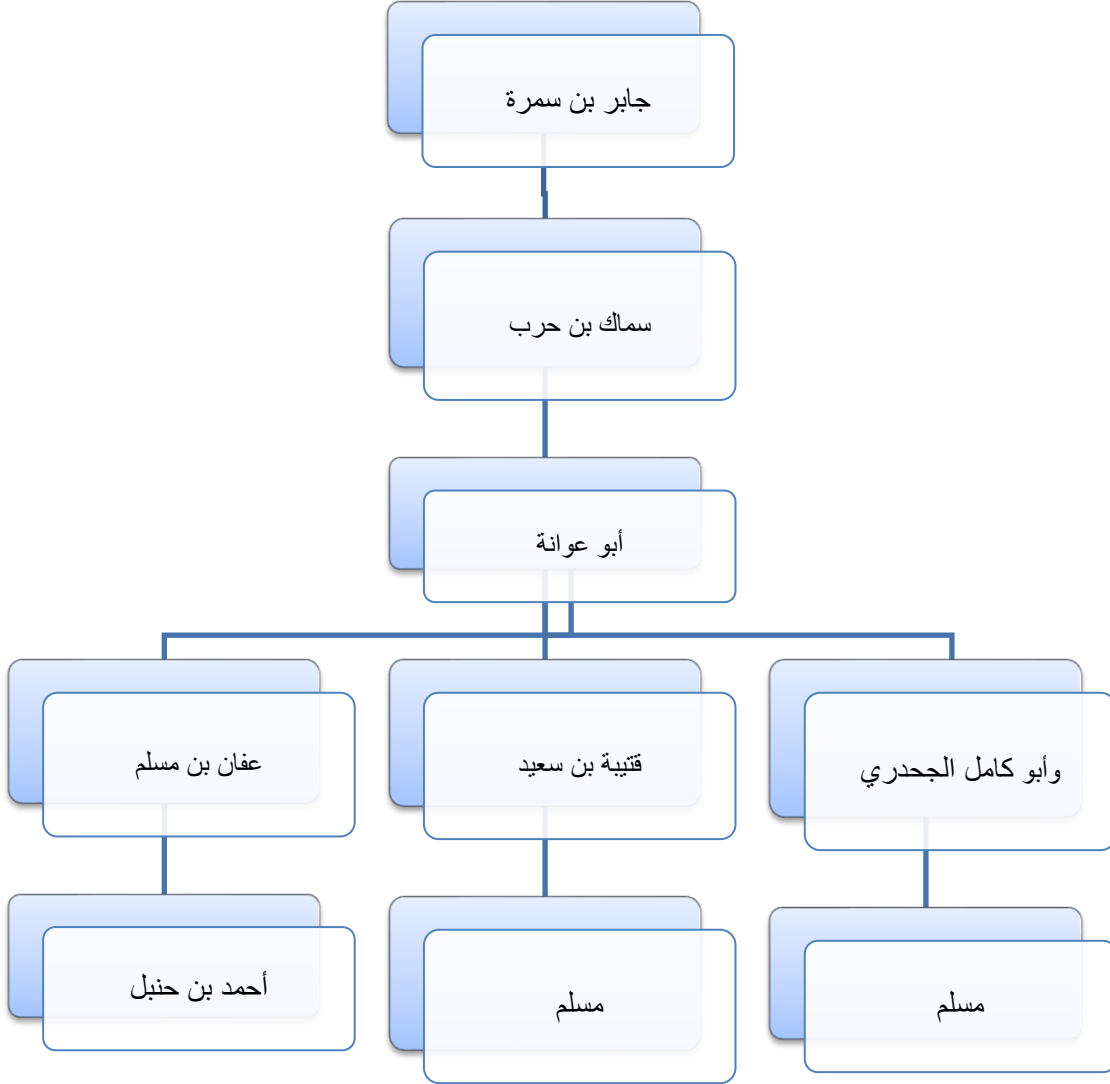 جابر بن سمرة
سماك بن حرب
أبو عوانة
وأبو كامل الجحدري
قتيبة بن سعيد
عفان بن مسلم
مسلم
مسلم
أحمد بن حنبل